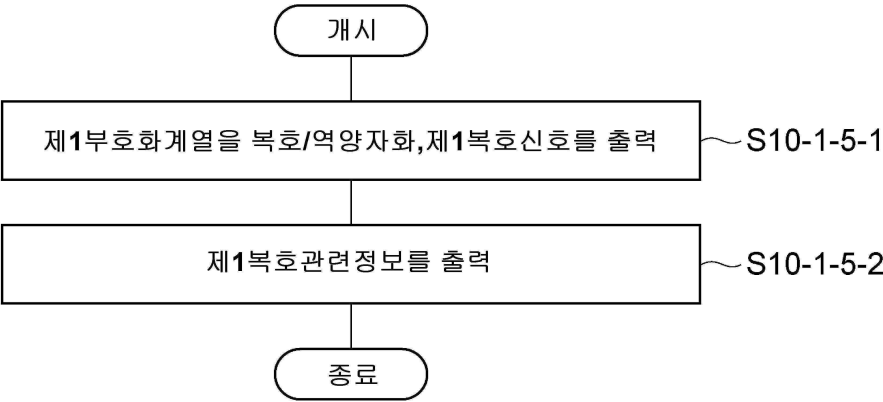 개시
제1부호화계열을 복호/역양자화,제1복호신호를 출력
S10-1-5-1
제1복호관련정보를 출력
S10-1-5-2
종료